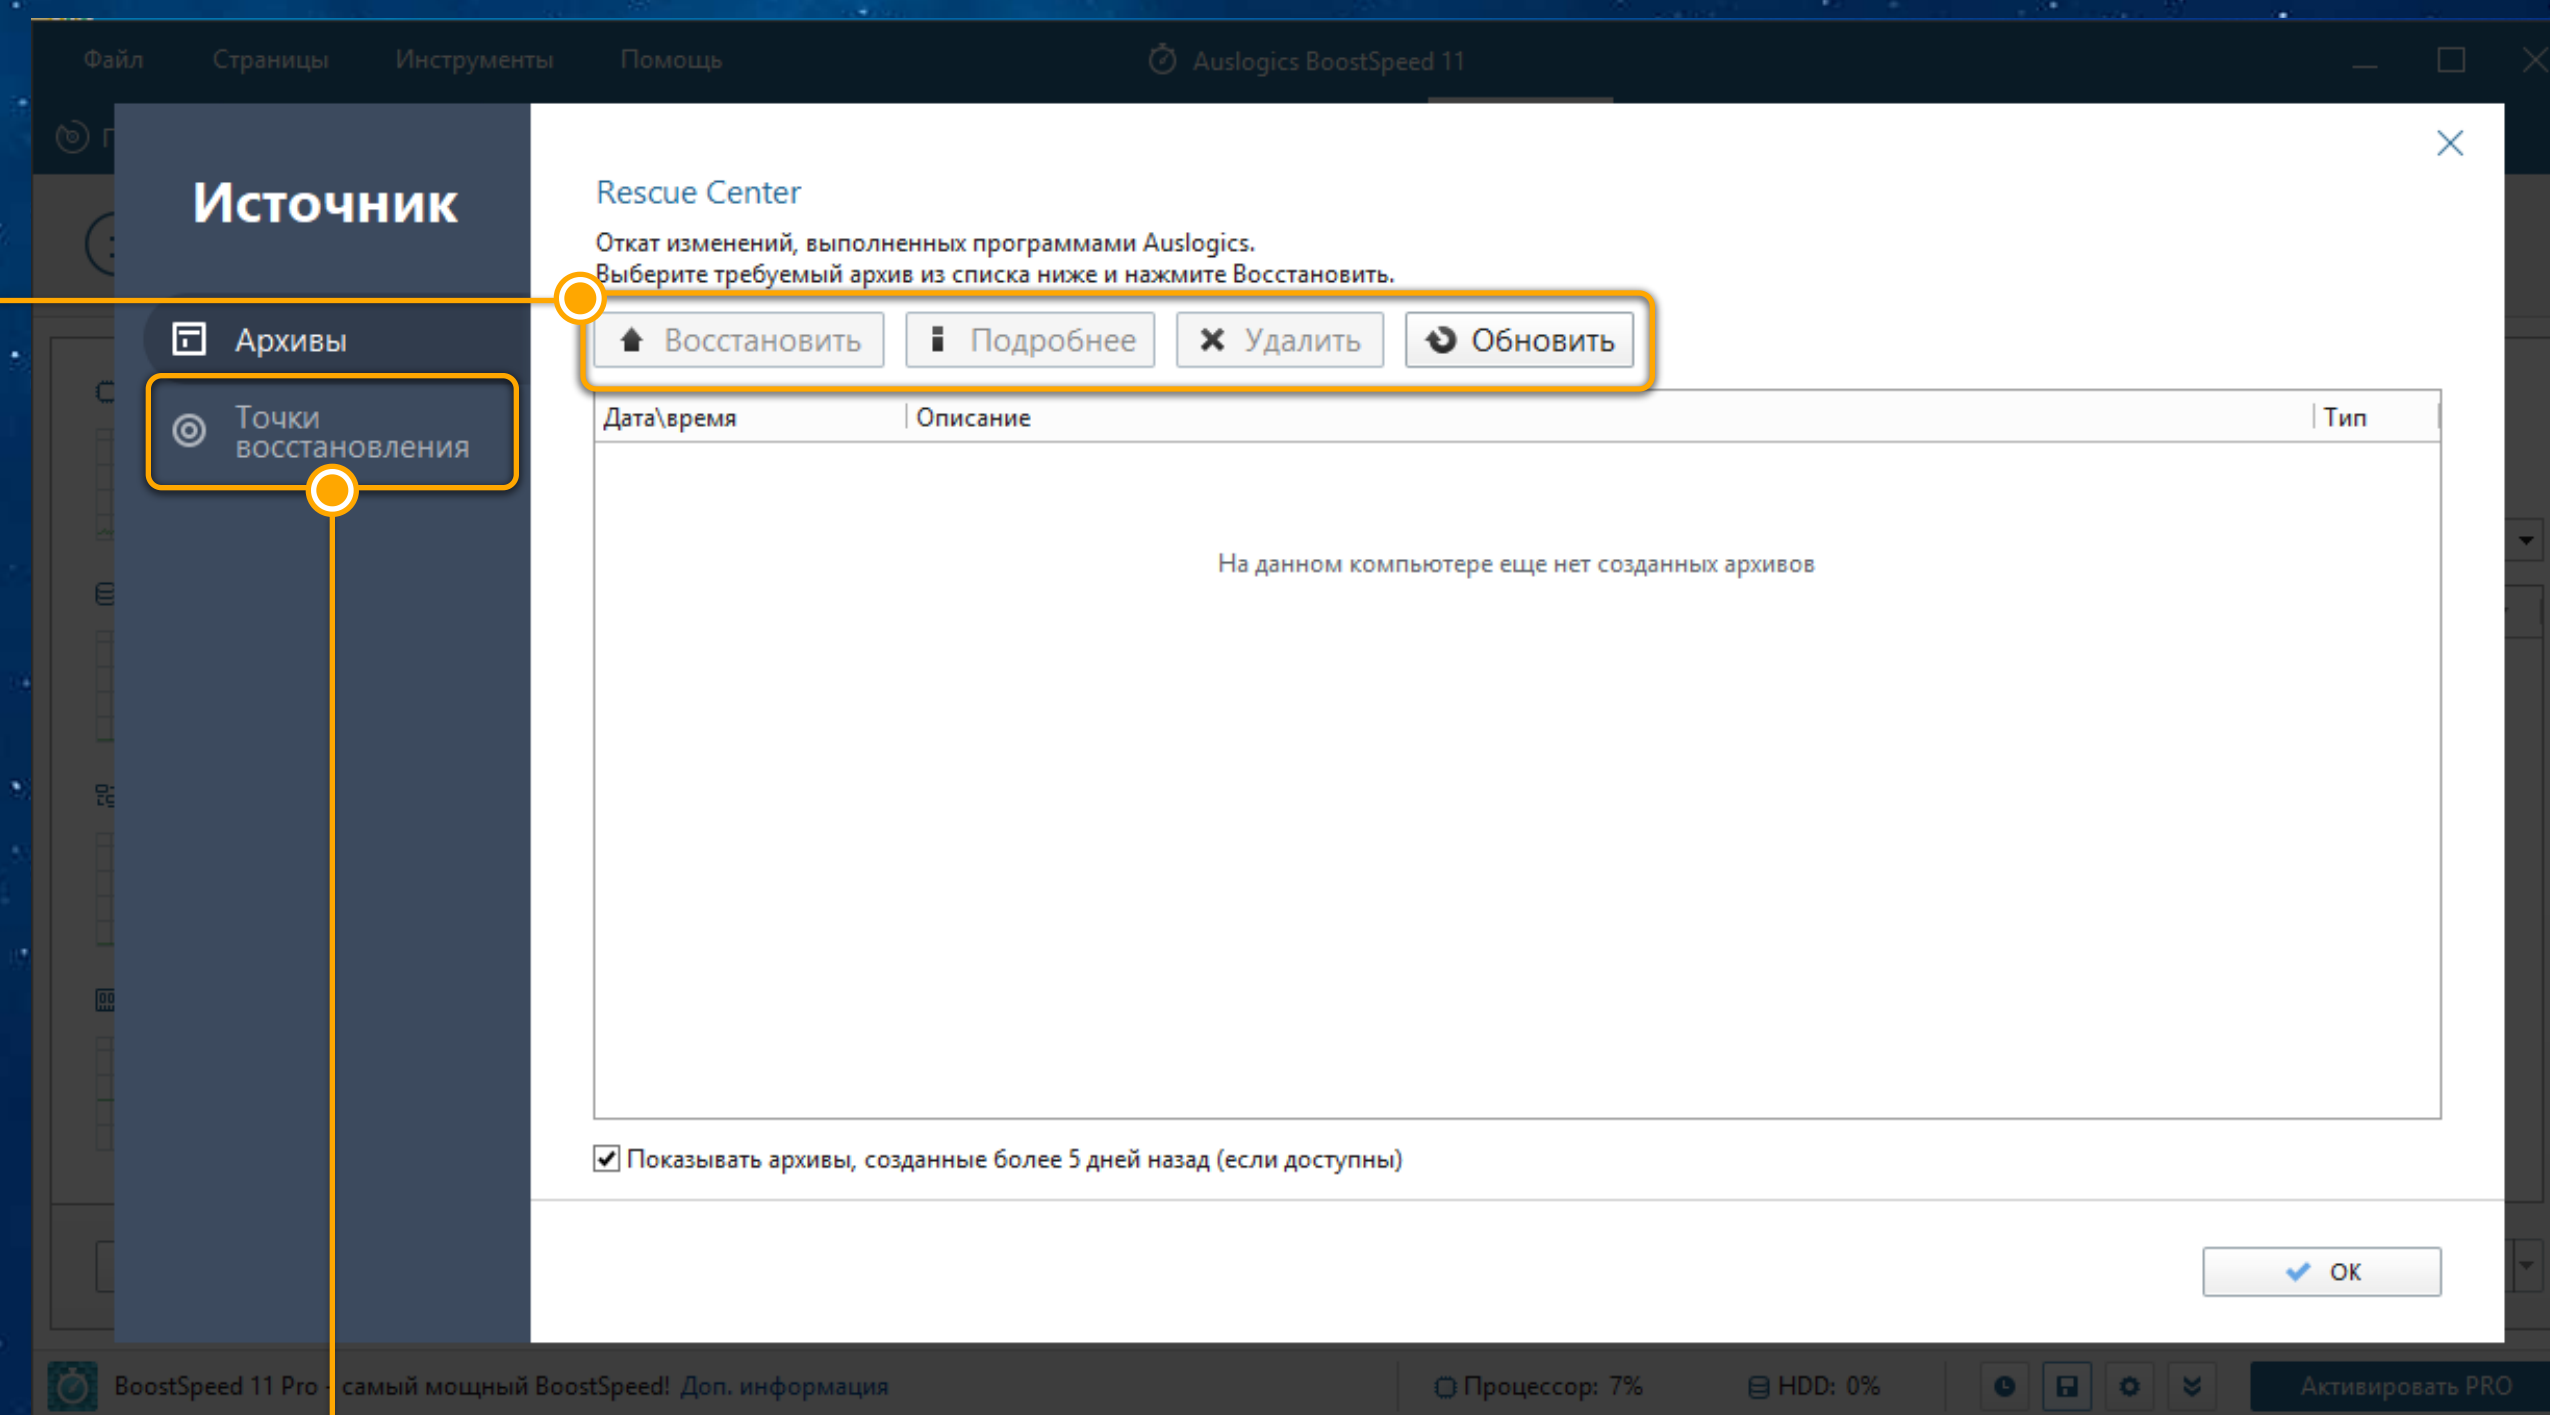 Файл Страницы Инструменты Помощь Auslogics BoostSpeed 11
Источник
Архивы
Точки
восстановления
Rescue Center
Откат изменений, выполненных программами Auslogics.
Выберите требуемый архив из списка ниже и нажмите Восстановить.
Восстановить Подробнее Удалить Обновить
Дата\время Описание Тип
На данном компьютере еще нет созданных архивов
Показывать архивы, созданные более 5 дней назад (если доступны)
ОК
BoostSpeed 11 Pro - самый мощный BoostSpeed! Доп. информация Процессор: 7% HDD: 0% Активировать PRO